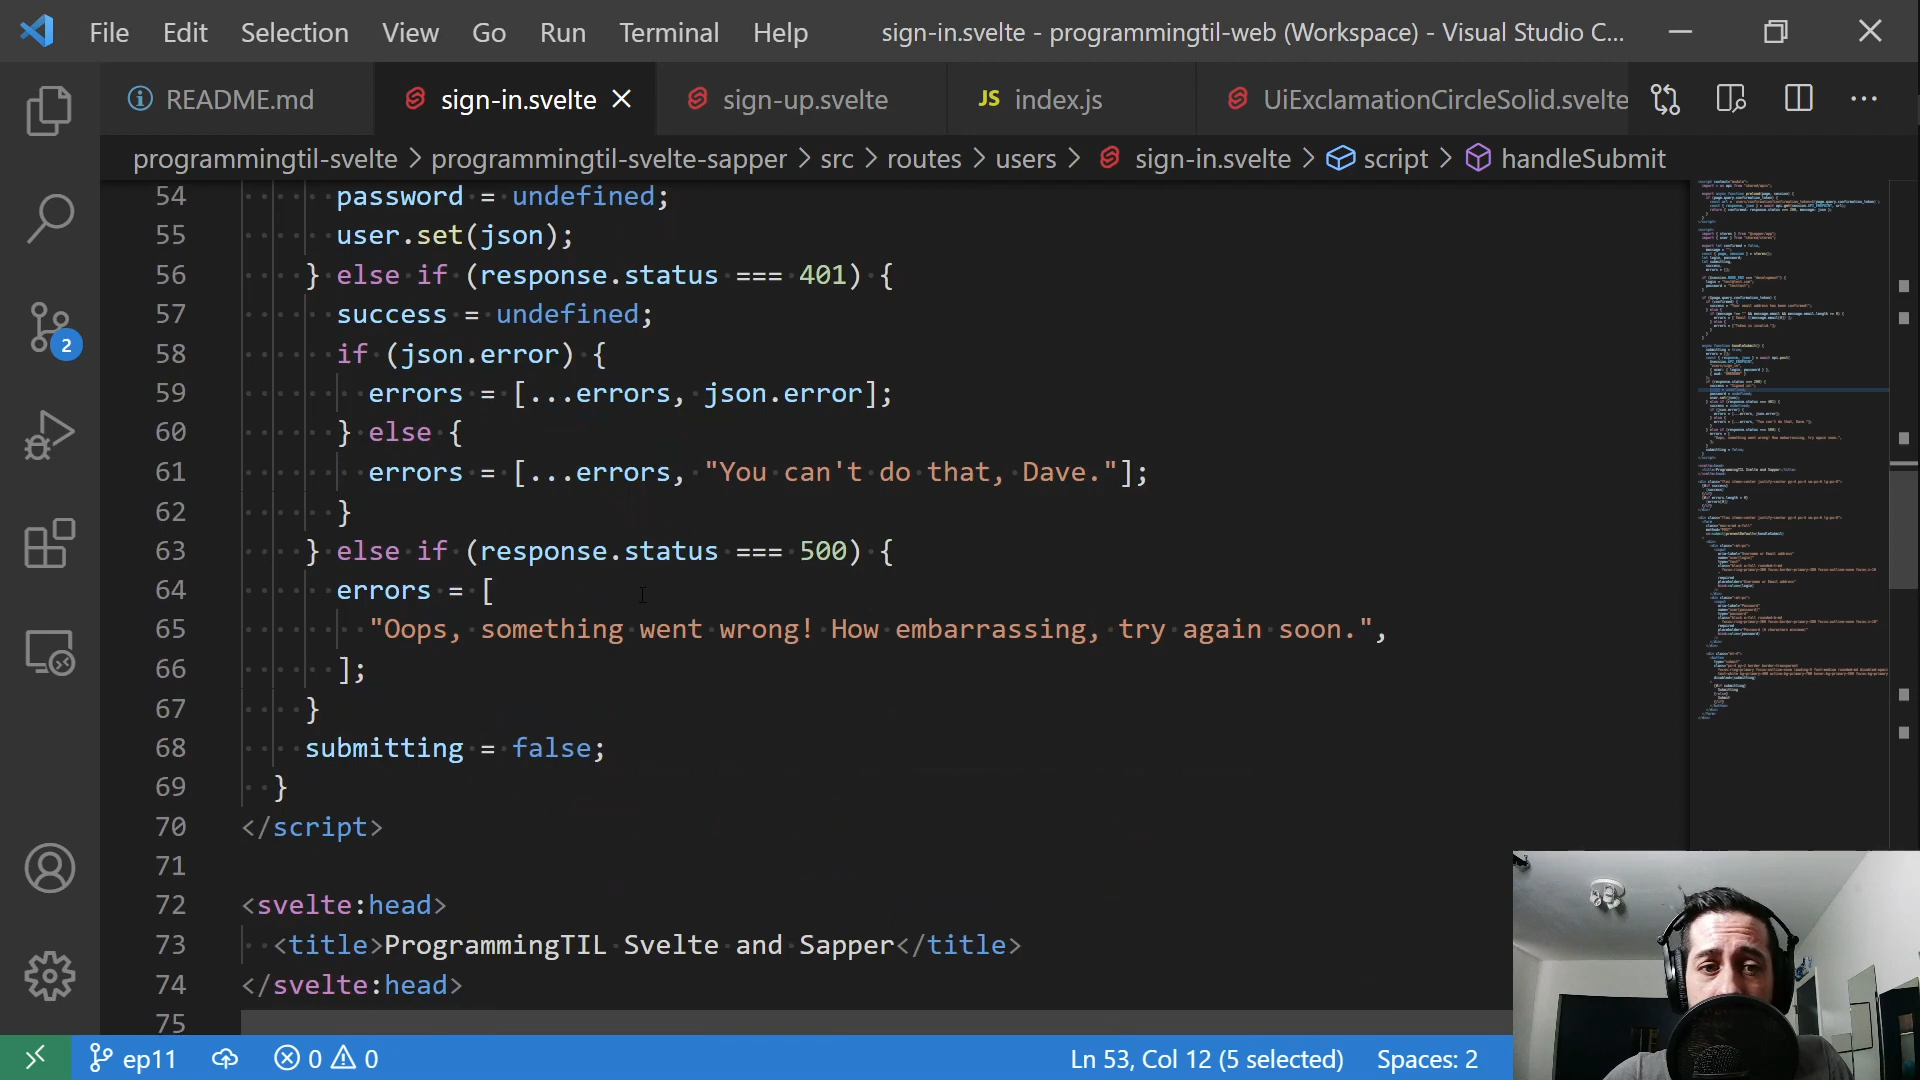 File Edit Selection View Go Run Terminal Help sign-in.svelte - programmingtil-web (Workspace) - Visual Studio C...
README.md sign-in.svelte sign-up.svelte JS index.js UiExclamationCircleSolid.svelte
programmingtil-svelte > programmingtil-svelte-sapper > src > routes > users > sign-in.svelte > script > handleSubmit
54 password = undefined;
55 user.set(json);
56 } else if (response.status === 401) {
57 success = undefined;
58 if (json.error) {
59 errors = [...errors, json.error];
60 } else {
61 errors = [...errors, "You can't do that, Dave."];
62 }
63 } else if (response.status === 500) {
64 errors = [
65 "Oops, something went wrong! How embarrassing, try again soon.",
66 ];
67 }
68 submitting = false;
69 }
70 </script>
71
72 <svelte:head>
73 <title>ProgrammingTIL Svelte and Sapper</title>
74 </svelte:head>
75
2
ep11 0 0 Ln 53, Col 12 (5 selected) Spaces: 2